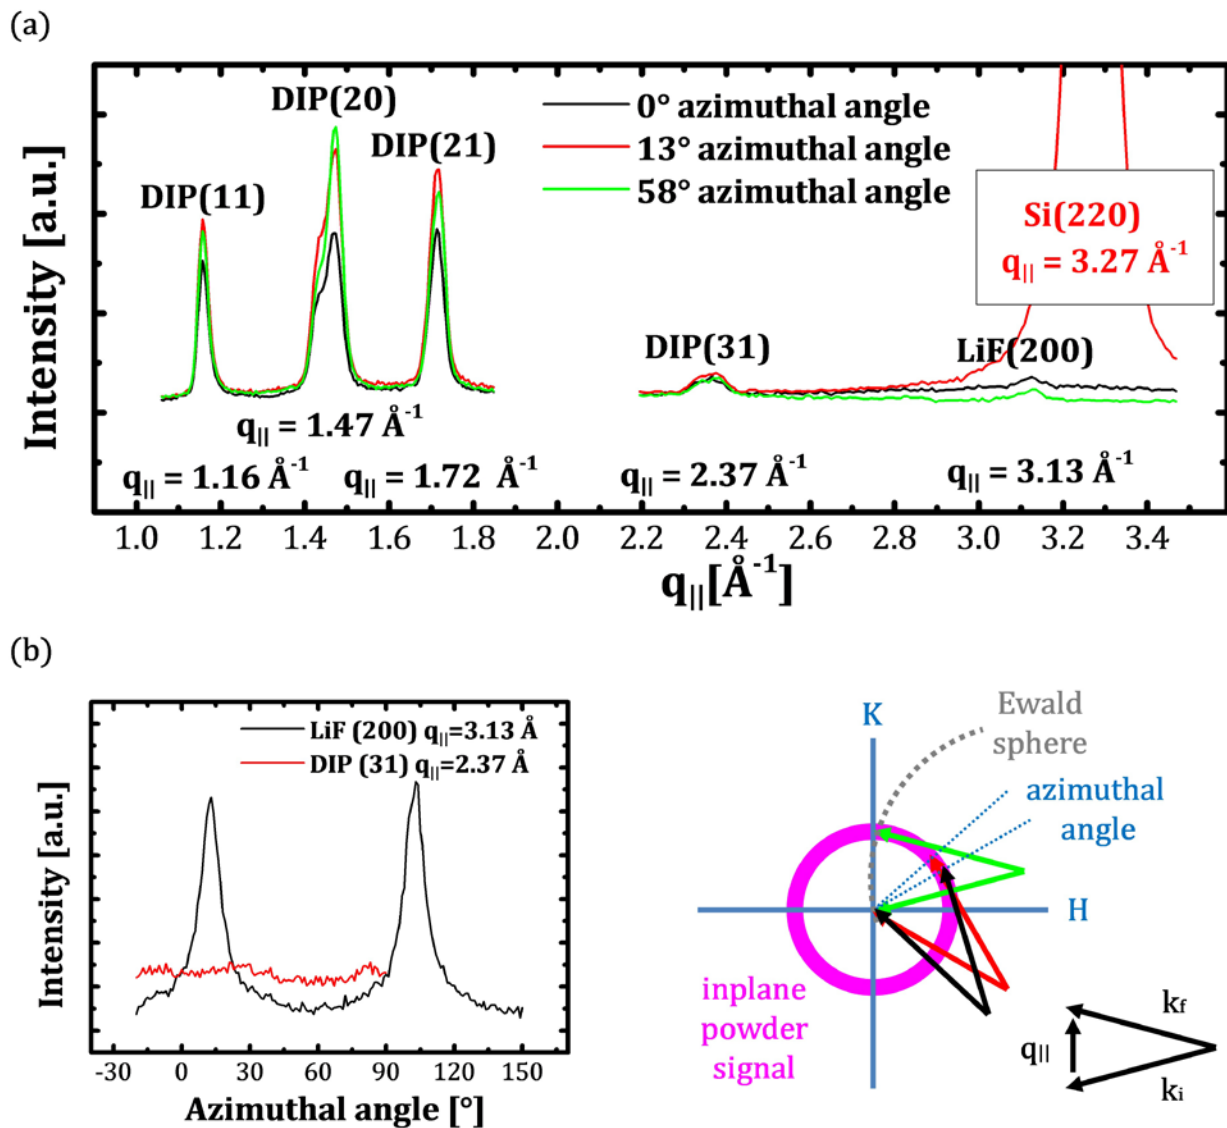 (a)
DIP(20)
DIP(21)
DIP(11)
0° azimuthal angle
13° azimuthal angle
58° azimuthal angle
Si(220)
q|| = 3.27 Å-1
DIP(31)
LiF(200)
q|| = 1.47 Å-1
q|| = 1.16 Å-1
q|| = 1.72 Å-1
q|| = 2.37 Å-1
q|| = 3.13 Å-1
Intensity [a.u.]
1.0 1.2 1.4 1.6 1.8 2.0 2.2 2.4 2.6 2.8 3.0 3.2 3.4
q||[Å-1]
(b)
LiF (200) q||=3.13 Å
DIP (31) q||=2.37 Å
Intensity [a.u.]
-30 0 30 60 90 120 150
Azimuthal angle [°]
K
Ewald
sphere
azimuthal
angle
H
inplane
powder
signal
kf
q||
ki